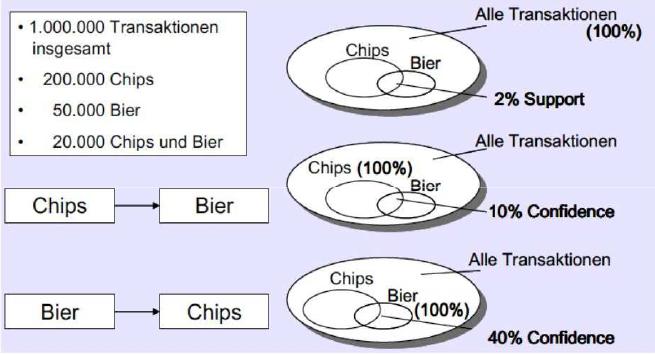 • 1.000.000 Transaktionen
insgesamt
• 200.000 Chips
• 50.000 Bier
• 20.000 Chips und Bier
Alle Transaktionen
(100%)
Chips
Bier
2% Support
Chips
Bier
Alle Transaktionen
Chips (100%)
Bier
10% Confidence
Bier
Chips
Alle Transaktionen
Chips
Bier
(100%)
40% Confidence